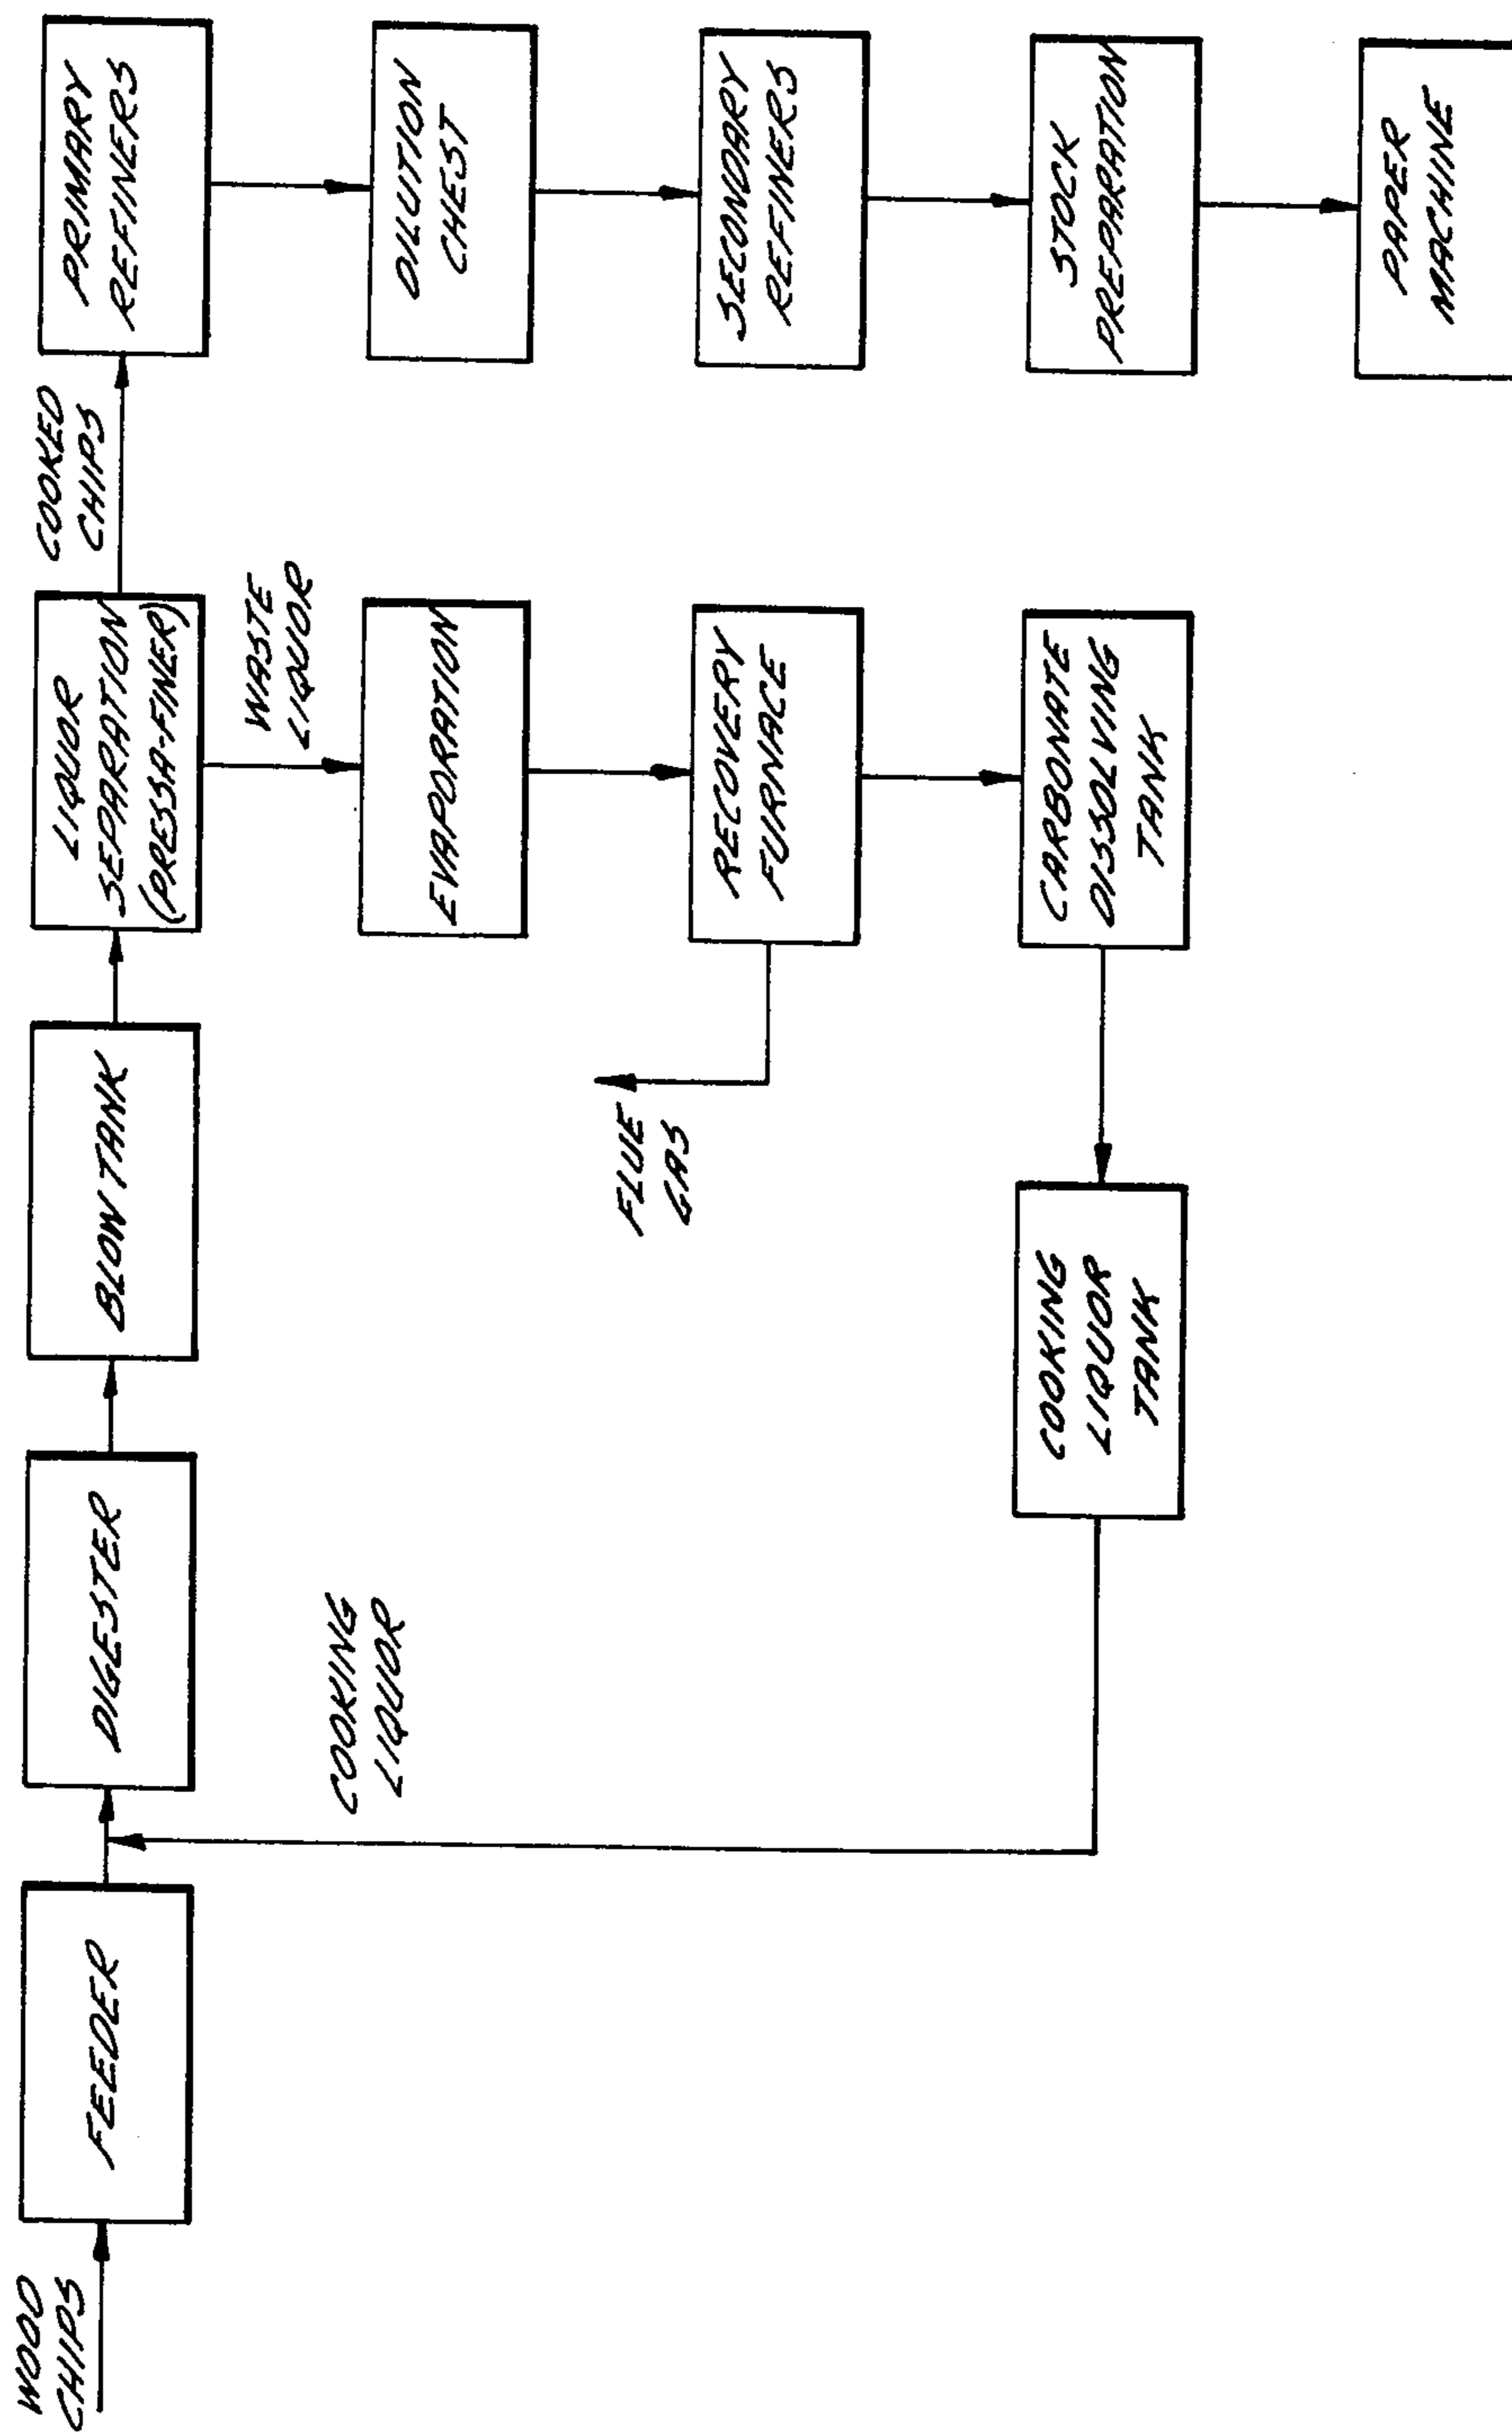 WOOD
CHIPS
FEEDER
DIGESTER
BLOW TANK
LIQUOR
SEPARATION
(PRESSA-FINER)
COOKED
CHIPS
PRIMARY
REFINERS
COOKING
LIQUOR
WASTE
LIQUOR
EVAPORATION
DILUTION
CHEST
FLUE
GAS
RECOVERY
FURNACE
SECONDARY
REFINERS
COOKING
LIQUOR
TANK
CARBONATE
DISSOLVING
TANK
STOCK
PREPARATION
PAPER
MACHINE